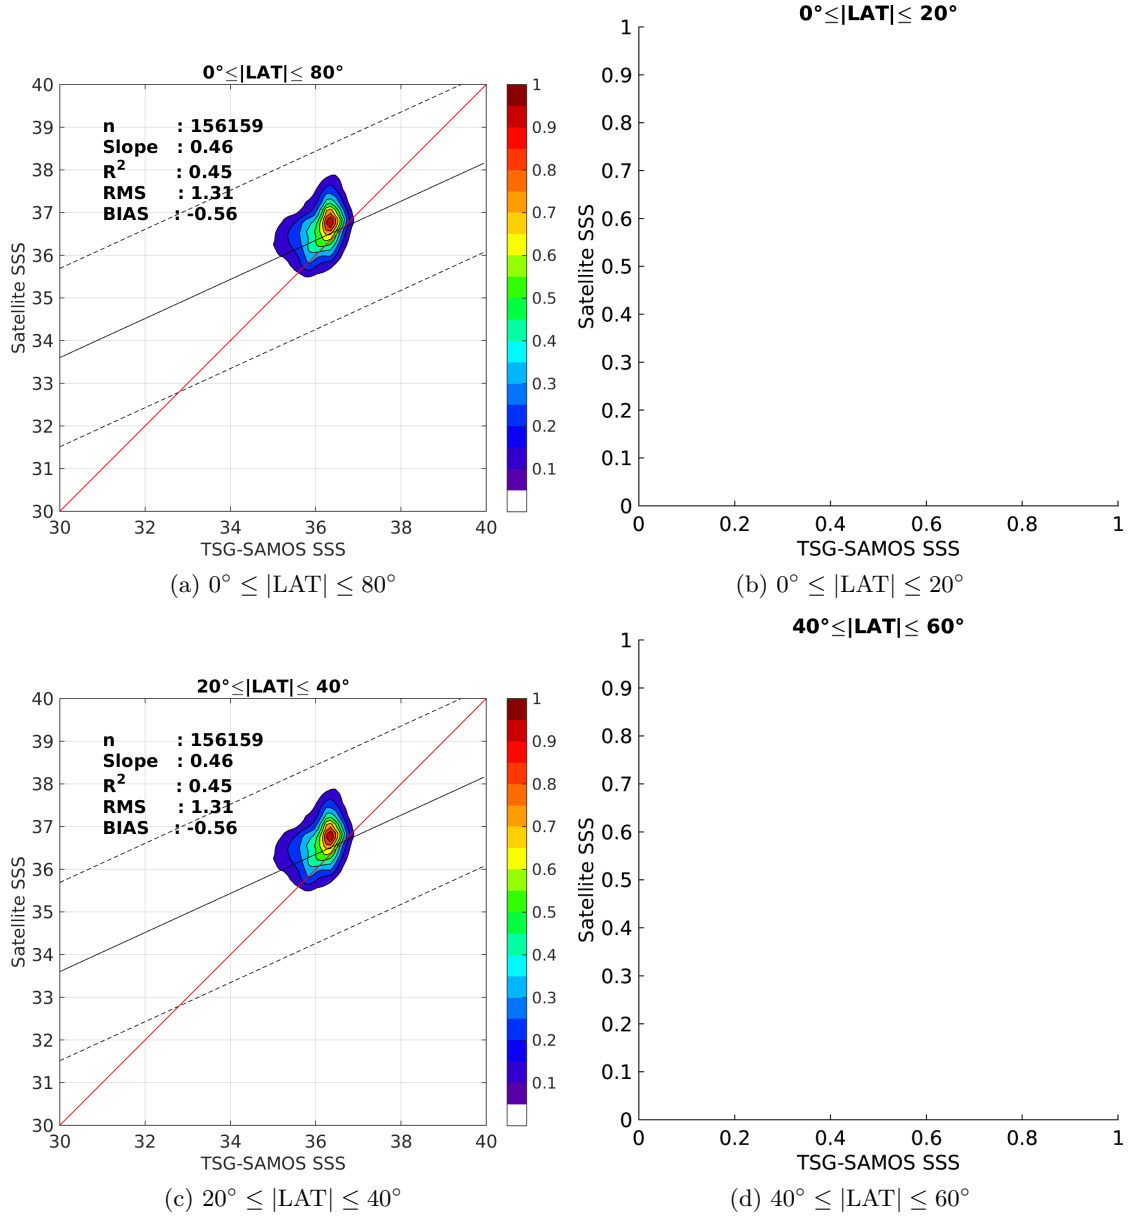 0°≤|LAT|≤ 80°
n : 156159
Slope : 0.46
R² : 0.45
RMS : 1.31
BIAS : -0.56
40
39
38
37
36
35
34
33
32
31
30
30 32 34 36 38 40
Satellite SSS
TSG-SAMOS SSS
1
0.9
0.8
0.7
0.6
0.5
0.4
0.3
0.2
0.1
(a) 0° ≤ |LAT| ≤ 80°
0°≤|LAT|≤ 20°
1
0.9
0.8
0.7
0.6
0.5
0.4
0.3
0.2
0.1
0
0 0.2 0.4 0.6 0.8 1
Satellite SSS
TSG-SAMOS SSS
(b) 0° ≤ |LAT| ≤ 20°
20°≤|LAT|≤ 40°
n : 156159
Slope : 0.46
R² : 0.45
RMS : 1.31
BIAS : -0.56
40
39
38
37
36
35
34
33
32
31
30
30 32 34 36 38 40
Satellite SSS
TSG-SAMOS SSS
1
0.9
0.8
0.7
0.6
0.5
0.4
0.3
0.2
0.1
(c) 20° ≤ |LAT| ≤ 40°
40°≤|LAT|≤ 60°
1
0.9
0.8
0.7
0.6
0.5
0.4
0.3
0.2
0.1
0
0 0.2 0.4 0.6 0.8 1
Satellite SSS
TSG-SAMOS SSS
(d) 40° ≤ |LAT| ≤ 60°